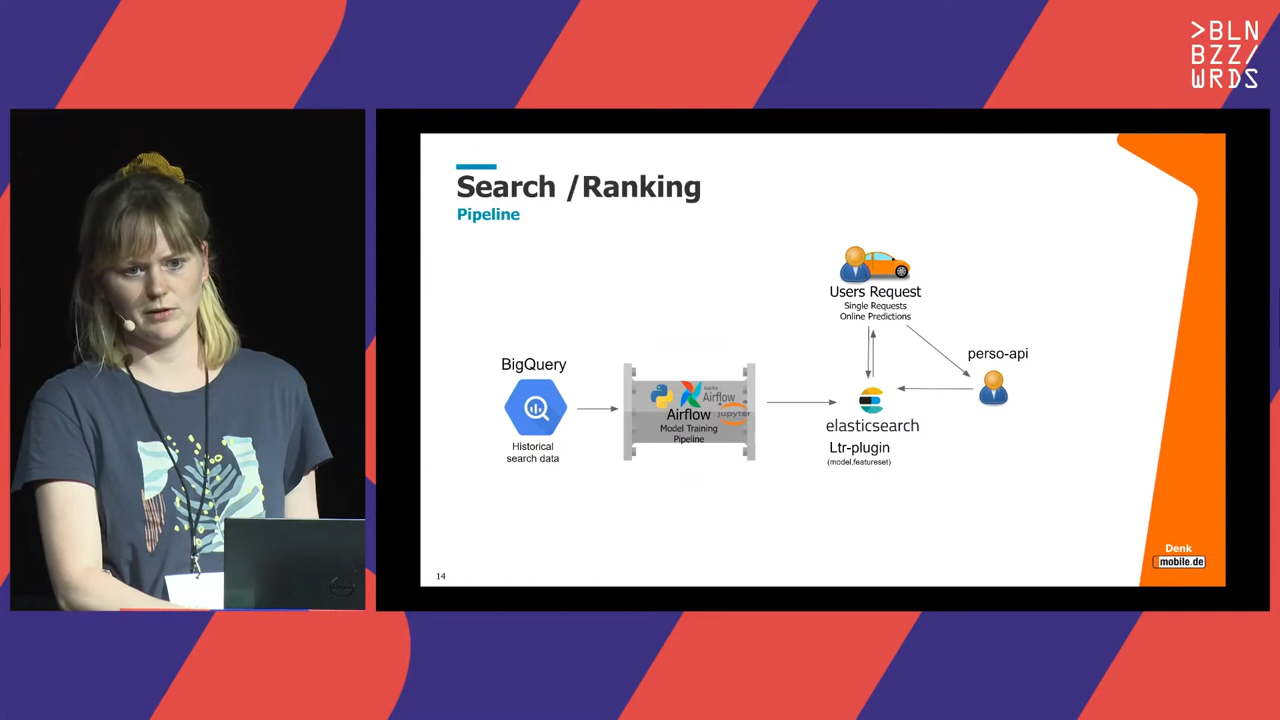 >BLN
BZZ/
WRDS
Search /Ranking
Pipeline
Users Request
Single Requests
Online Predictions
perso-api
BigQuery
Historical
search data
Apache
Airflow
jupyter
Airflow
Model Training
Pipeline
elasticsearch
Ltr-plugin
(model,featureset)
14
Denk
mobile.de